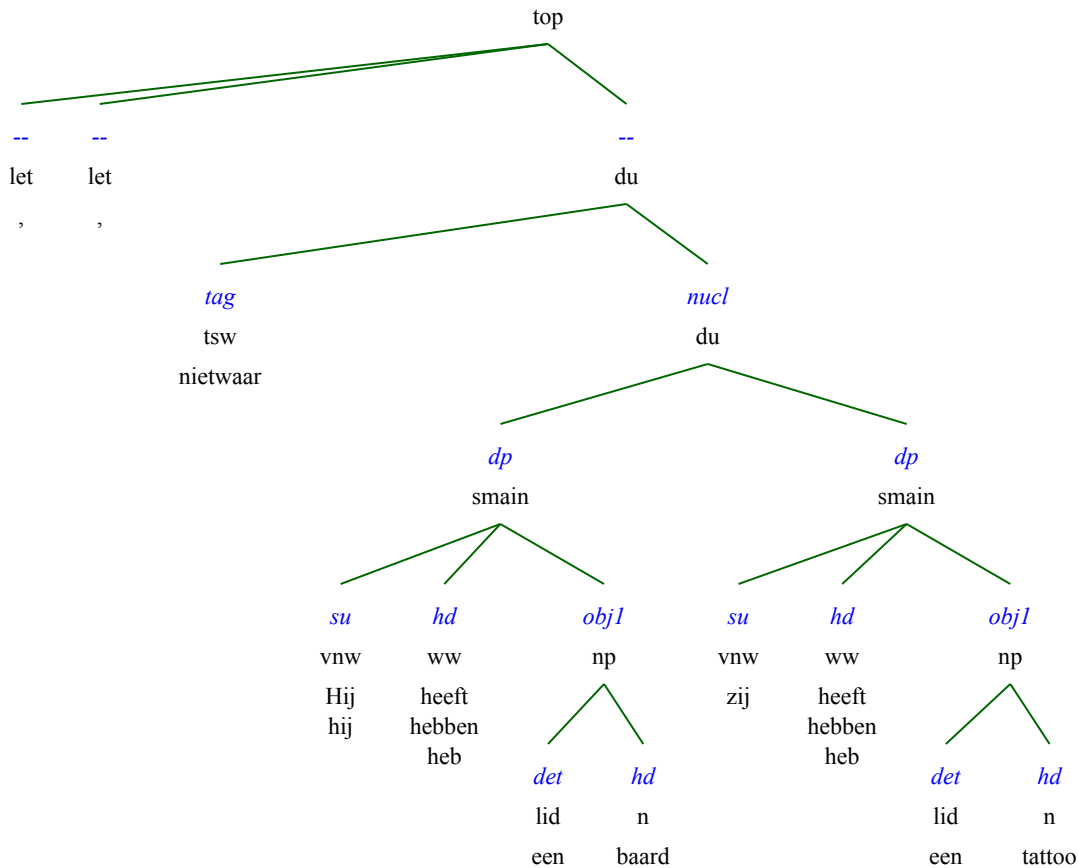 top
-- -- --
let let du
, ,
tag nucl
tsw du
nietwaar
dp dp
smain smain
su hd obj1 su hd obj1
vnw ww np vnw ww np
Hij heeft zij heeft
hij hebben hebben
heb heb
det hd det hd
lid n lid n
een baard een tattoo